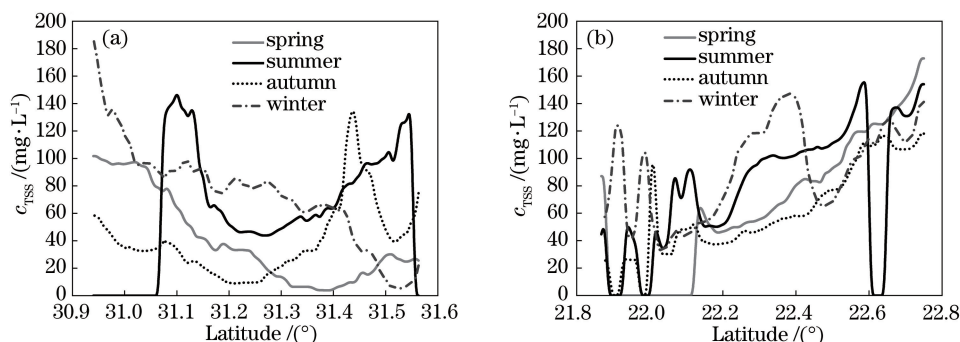 (a)
c_TSS /(mg·L⁻¹)
200
180
160
140
120
100
80
60
40
20
0
spring
summer
autumn
winter
30.9 31.0 31.1 31.2 31.3 31.4 31.5 31.6
Latitude /(°)
(b)
c_TSS /(mg·L⁻¹)
200
180
160
140
120
100
80
60
40
20
0
spring
summer
autumn
winter
21.8 22.0 22.2 22.4 22.6 22.8
Latitude /(°)